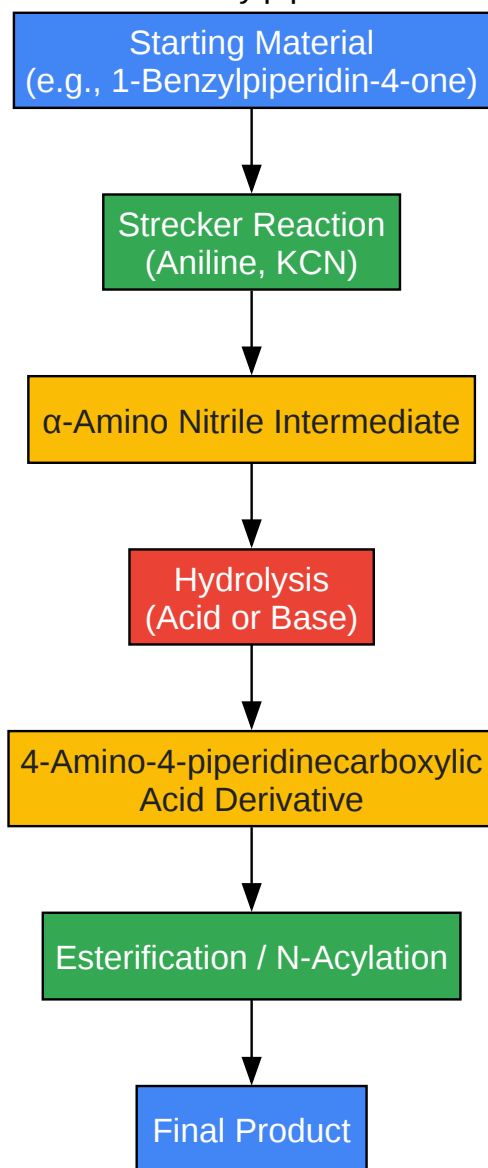 Starting Material
(e.g., 1-Benzylpiperidin-4-one)
Strecker Reaction
(Aniline, KCN)
α-Amino Nitrile Intermediate
Hydrolysis
(Acid or Base)
4-Amino-4-piperidinecarboxylic
Acid Derivative
Esterification / N-Acylation
Final Product